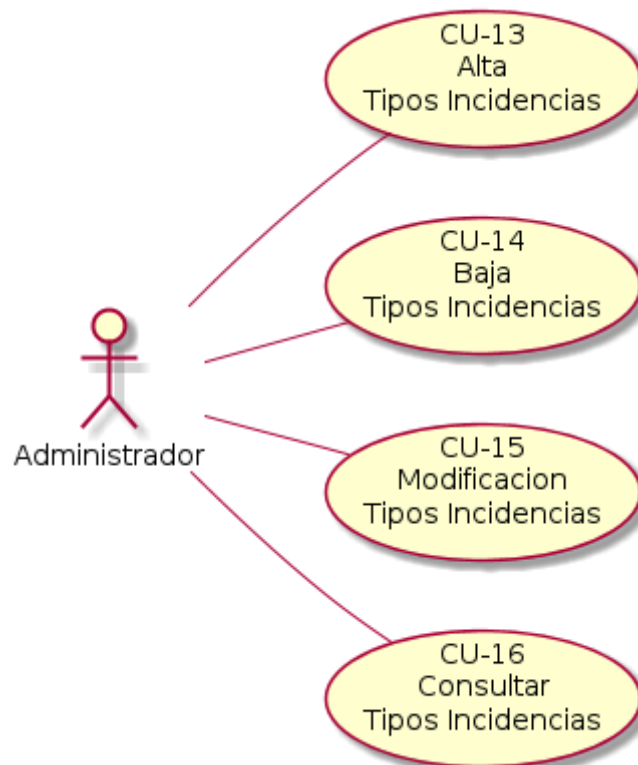 CU-13
Alta
Tipos Incidencias
CU-14
Baja
Tipos Incidencias
Administrador
CU-15
Modificacion
Tipos Incidencias
CU-16
Consultar
Tipos Incidencias